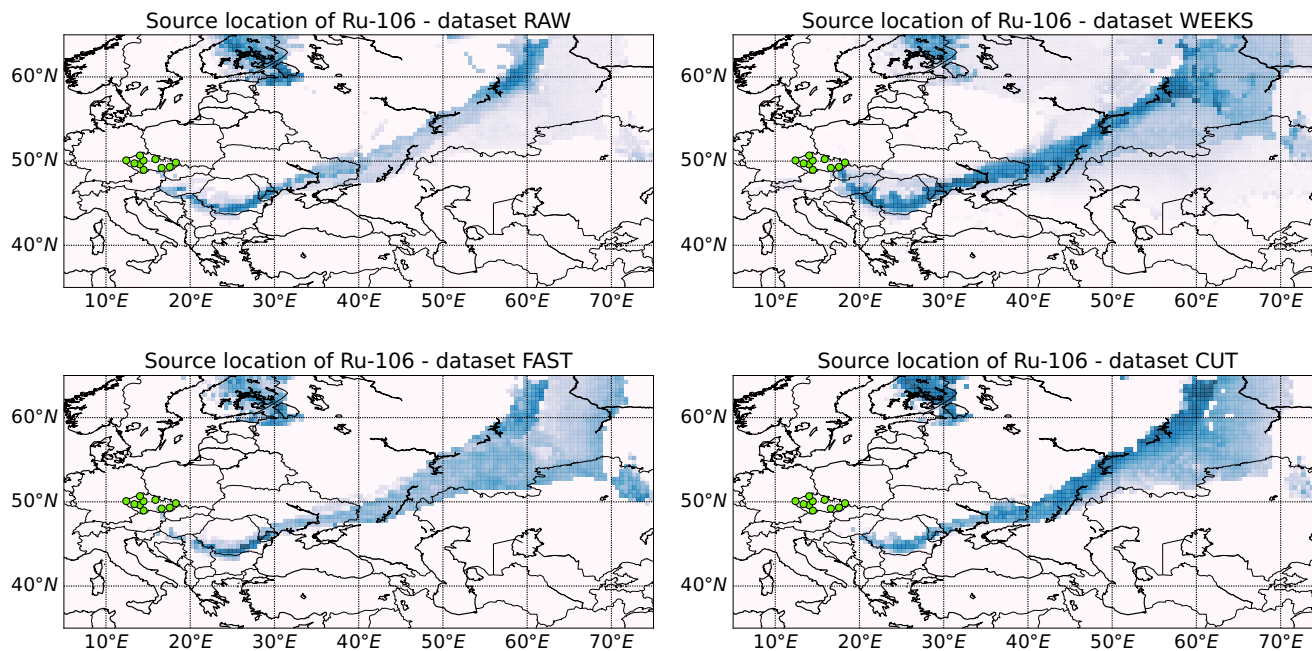 Source location of Ru-106 - dataset RAW
Source location of Ru-106 - dataset WEEKS
60°N
60°N
50°N
50°N
40°N
40°N
10°E 20°E 30°E 40°E 50°E 60°E 70°E
10°E 20°E 30°E 40°E 50°E 60°E 70°E
Source location of Ru-106 - dataset FAST
Source location of Ru-106 - dataset CUT
60°N
60°N
50°N
50°N
40°N
40°N
10°E 20°E 30°E 40°E 50°E 60°E 70°E
10°E 20°E 30°E 40°E 50°E 60°E 70°E